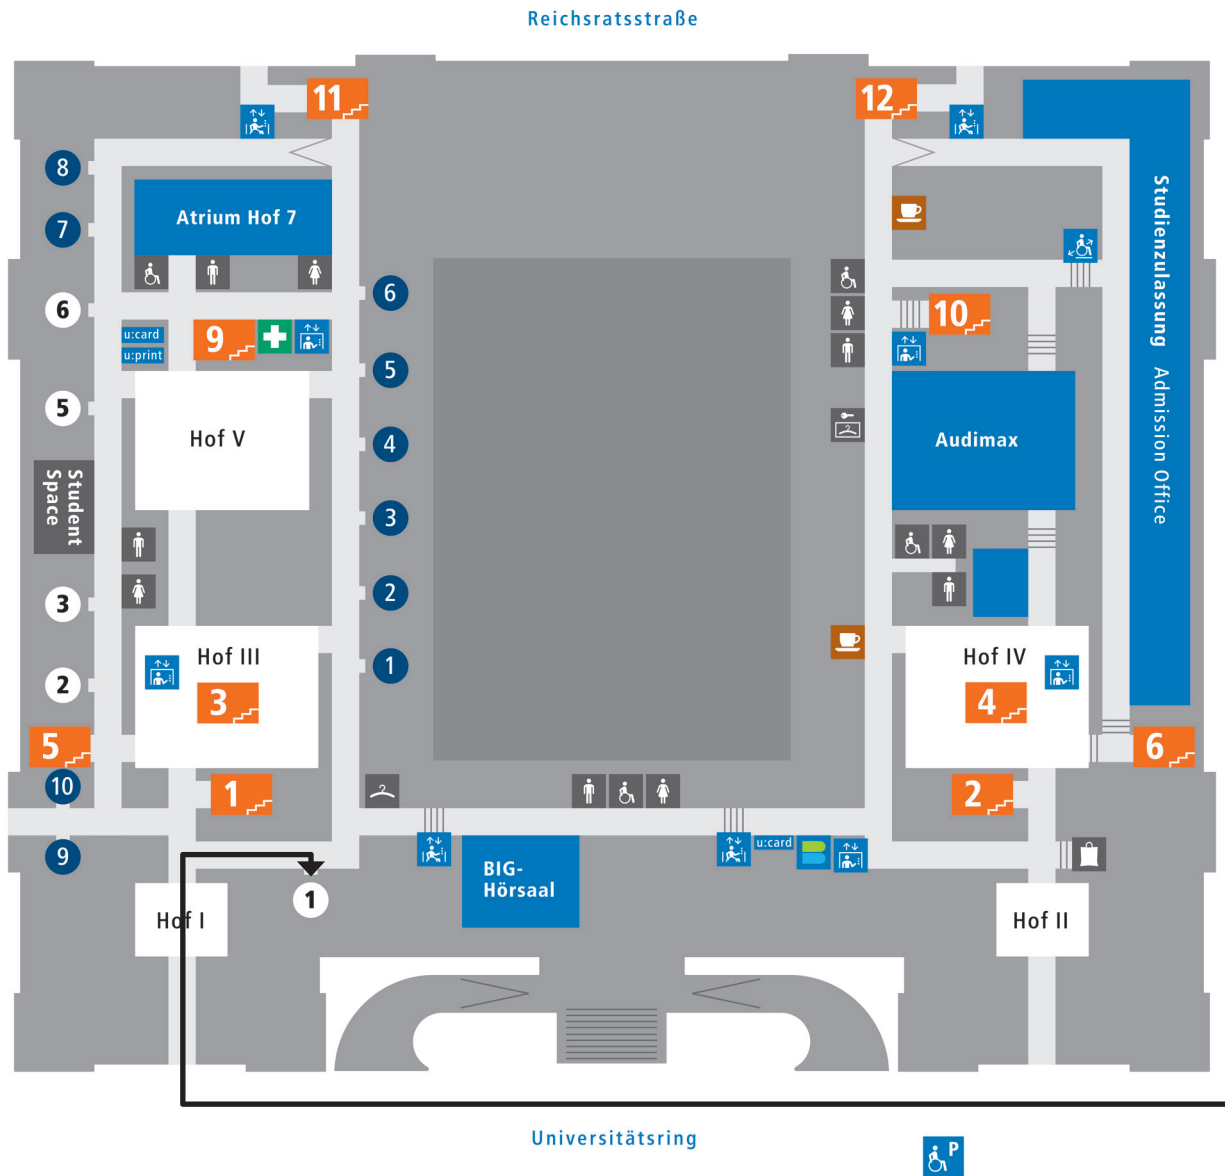 Reichsratsstraße
11
12
8
Atrium Hof 7
7
6
6
u:card
9
10
u:print
5
5
Hof V
4
Audimax
Studienzulassung Admission Office
Student
Space
3
2
3
Hof III
1
Hof IV
2
3
4
5
6
10
1
2
9
u:card
BIG-
Hörsaal
1
Hof I
Hof II
Universitätsring
P